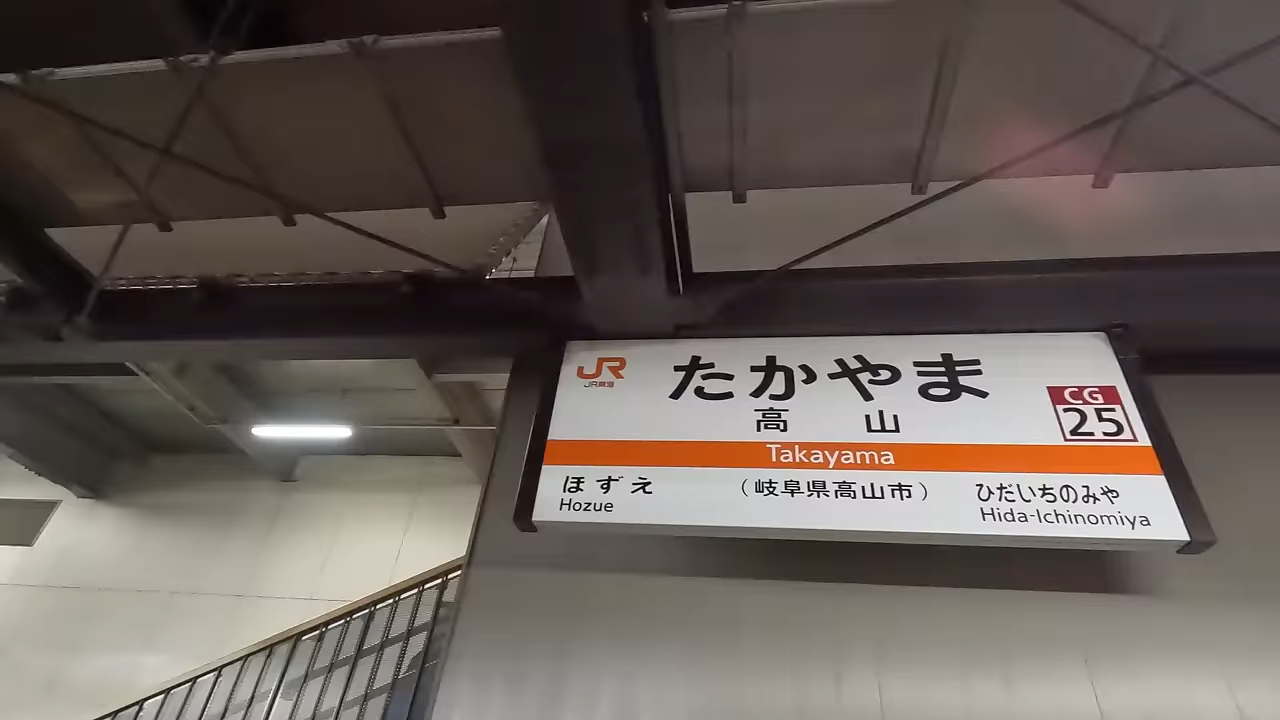 JR
JR東海
たかやま
高山
CG
25
Takayama
ほずえ
Hozue
（岐阜県高山市）
ひだいちのみや
Hida-Ichinomiya